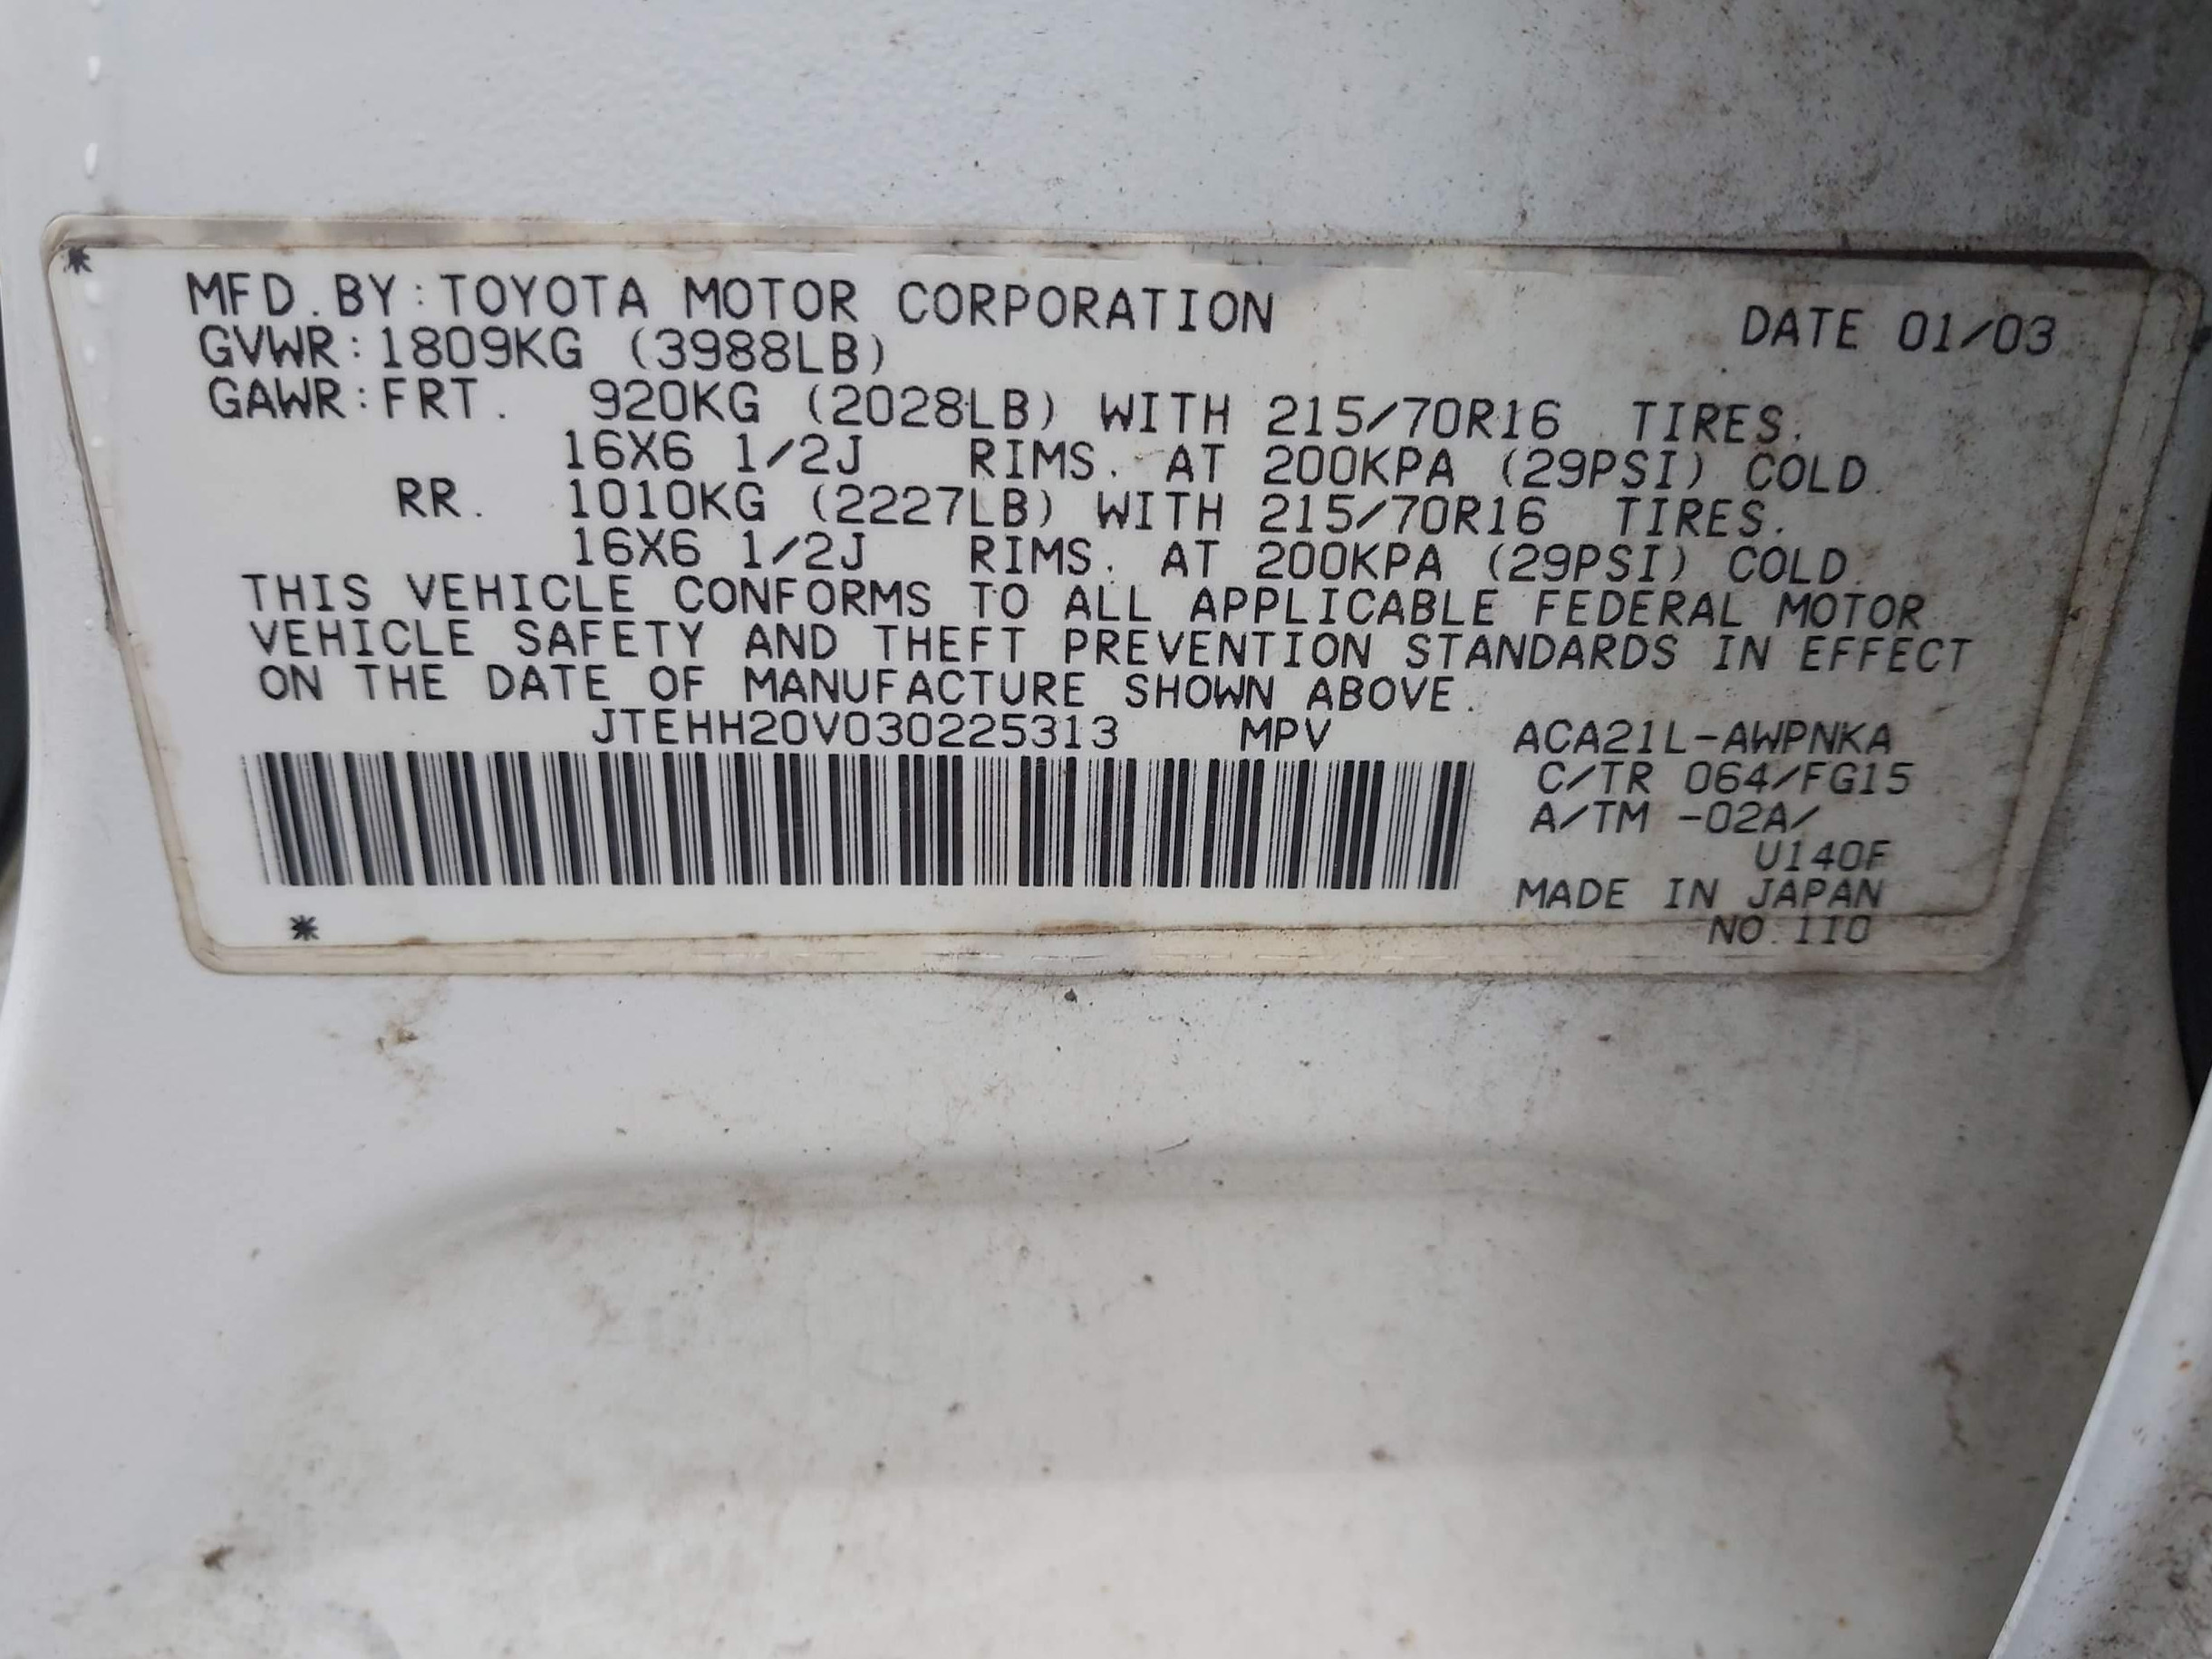 *
MFD.BY:TOYOTA MOTOR CORPORATION DATE 01/03
GVWR:1809KG (3988LB)
GAWR:FRT. 920KG (2028LB) WITH 215/70R16 TIRES.
16X6 1/2J RIMS. AT 200KPA (29PSI) COLD.
RR. 1010KG (2227LB) WITH 215/70R16 TIRES.
16X6 1/2J RIMS. AT 200KPA (29PSI) COLD.
THIS VEHICLE CONFORMS TO ALL APPLICABLE FEDERAL MOTOR
VEHICLE SAFETY AND THEFT PREVENTION STANDARDS IN EFFECT
ON THE DATE OF MANUFACTURE SHOWN ABOVE.
JTEHH20V030225313 MPV ACA21L-AWPNKA
C/TR 064/FG15
A/TM -02A/
U140F
MADE IN JAPAN
* NO.110